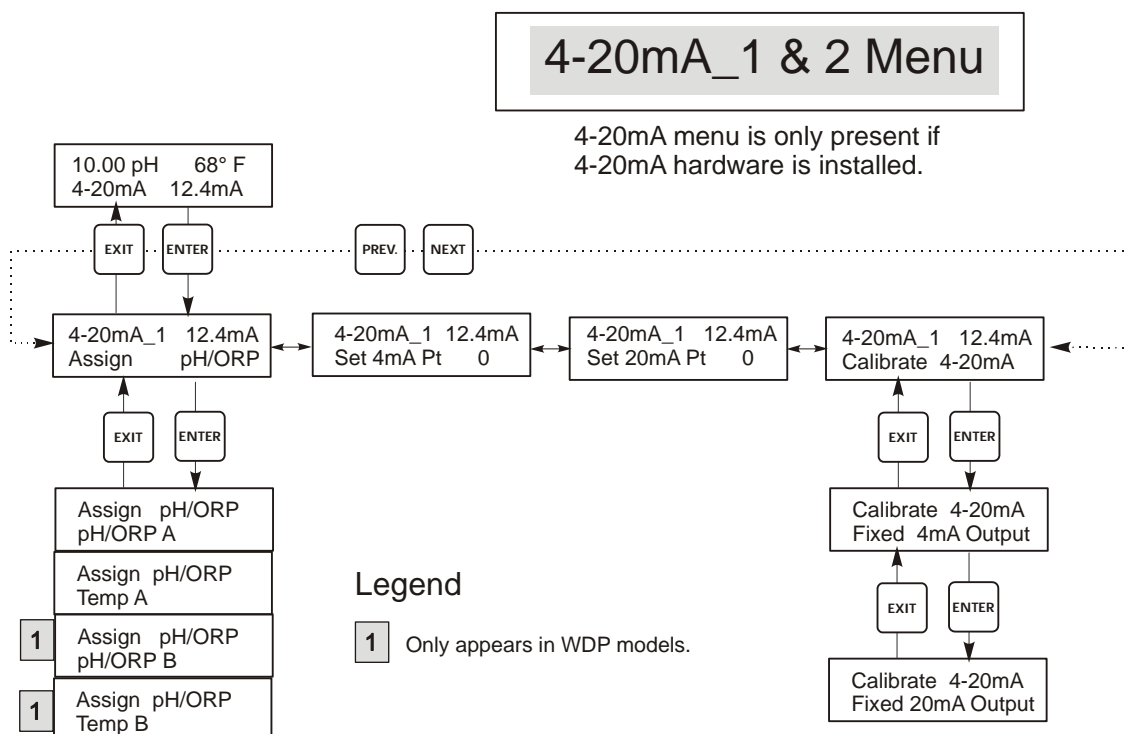 4-20mA_1 & 2 Menu
4-20mA menu is only present if
4-20mA hardware is installed.
10.00 pH 68° F
4-20mA 12.4mA
EXIT
ENTER
PREV.
NEXT
4-20mA_1 12.4mA
Assign pH/ORP
4-20mA_1 12.4mA
Set 4mA Pt 0
4-20mA_1 12.4mA
Set 20mA Pt 0
4-20mA_1 12.4mA
Calibrate 4-20mA
EXIT
ENTER
EXIT
ENTER
Assign pH/ORP
pH/ORP A
Assign pH/ORP
Temp A
1
Assign pH/ORP
pH/ORP B
1
Assign pH/ORP
Temp B
Legend
1 Only appears in WDP models.
Calibrate 4-20mA
Fixed 4mA Output
EXIT
ENTER
Calibrate 4-20mA
Fixed 20mA Output